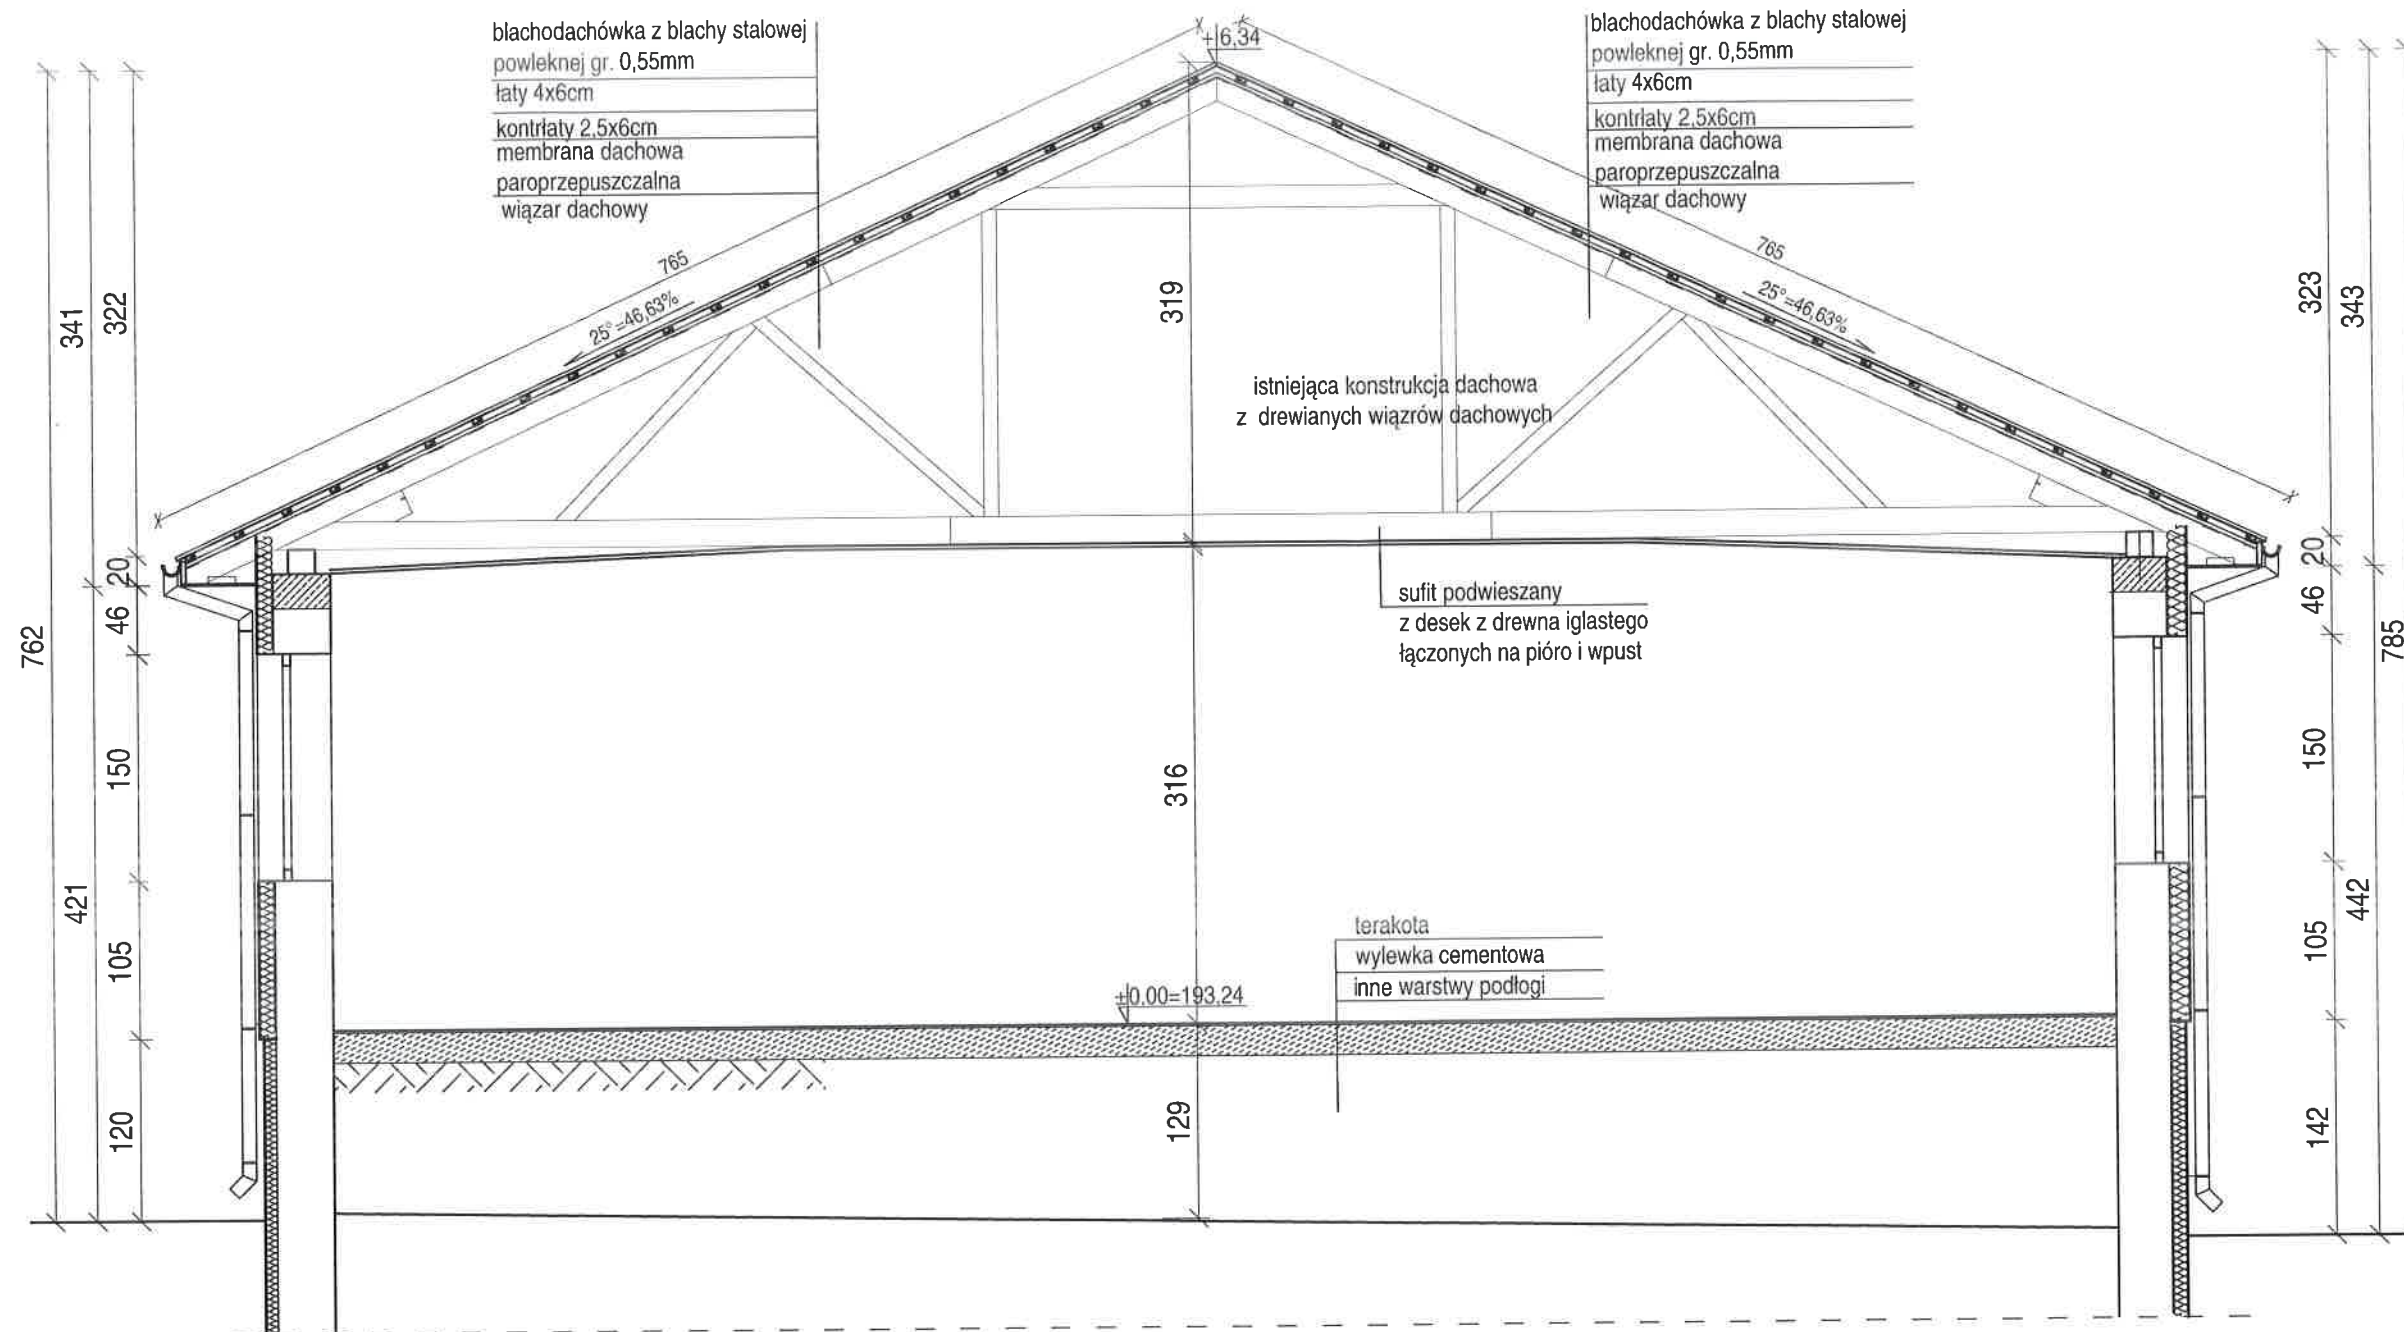 blachodachówka z blachy stalowej
powleknej gr. 0,55mm
łaty 4x6cm
kontrłaty 2,5x6cm
membrana dachowa
paroprzepuszczalna
wiązar dachowy
+6,34
blachodachówka z blachy stalowej
powleknej gr. 0,55mm
łaty 4x6cm
kontrłaty 2,5x6cm
membrana dachowa
paroprzepuszczalna
wiązar dachowy
765
25°=46,63%
765
25°=46,63%
319
istniejąca konstrukcja dachowa
z drewianych wiązrów dachowych
sufit podwieszany
z desek z drewna iglastego
łączonych na pióro i wpust
316
terakota
wylewka cementowa
inne warstwy podłogi
±0.00=193,24
129
762
341
421
322
20
46
150
105
120
323
20
46
150
105
142
343
442
785